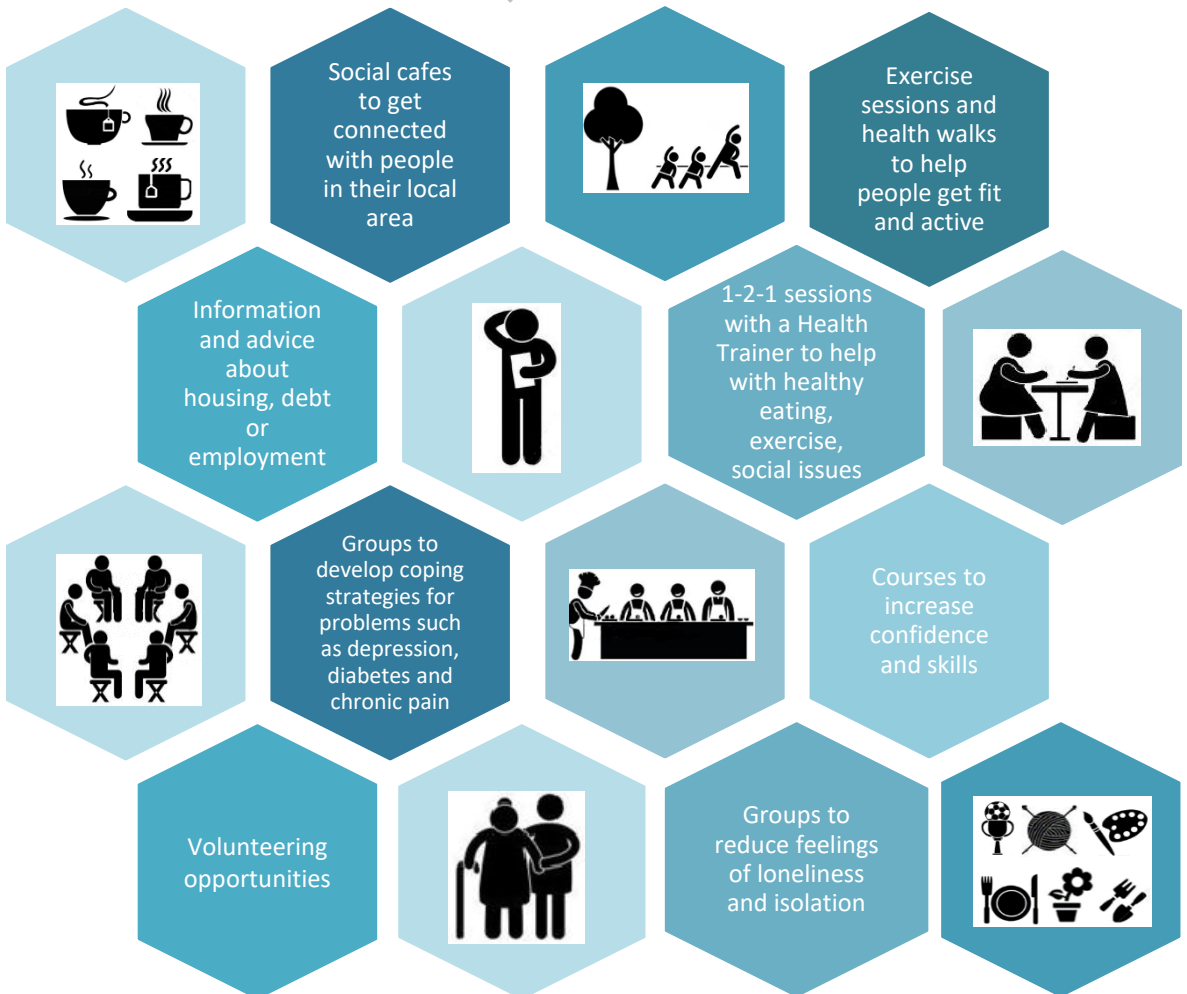 Social cafes
to get
connected
with people
in their local
area
Exercise
sessions and
health walks
to help
people get fit
and active
Information
and advice
about
housing, debt
or
employment
1-2-1 sessions
with a Health
Trainer to help
with healthy
eating,
exercise,
social issues
Groups to
develop coping
strategies for
problems such
as depression,
diabetes and
chronic pain
Courses to
increase
confidence
and skills
Volunteering
opportunities
Groups to
reduce feelings
of loneliness
and isolation